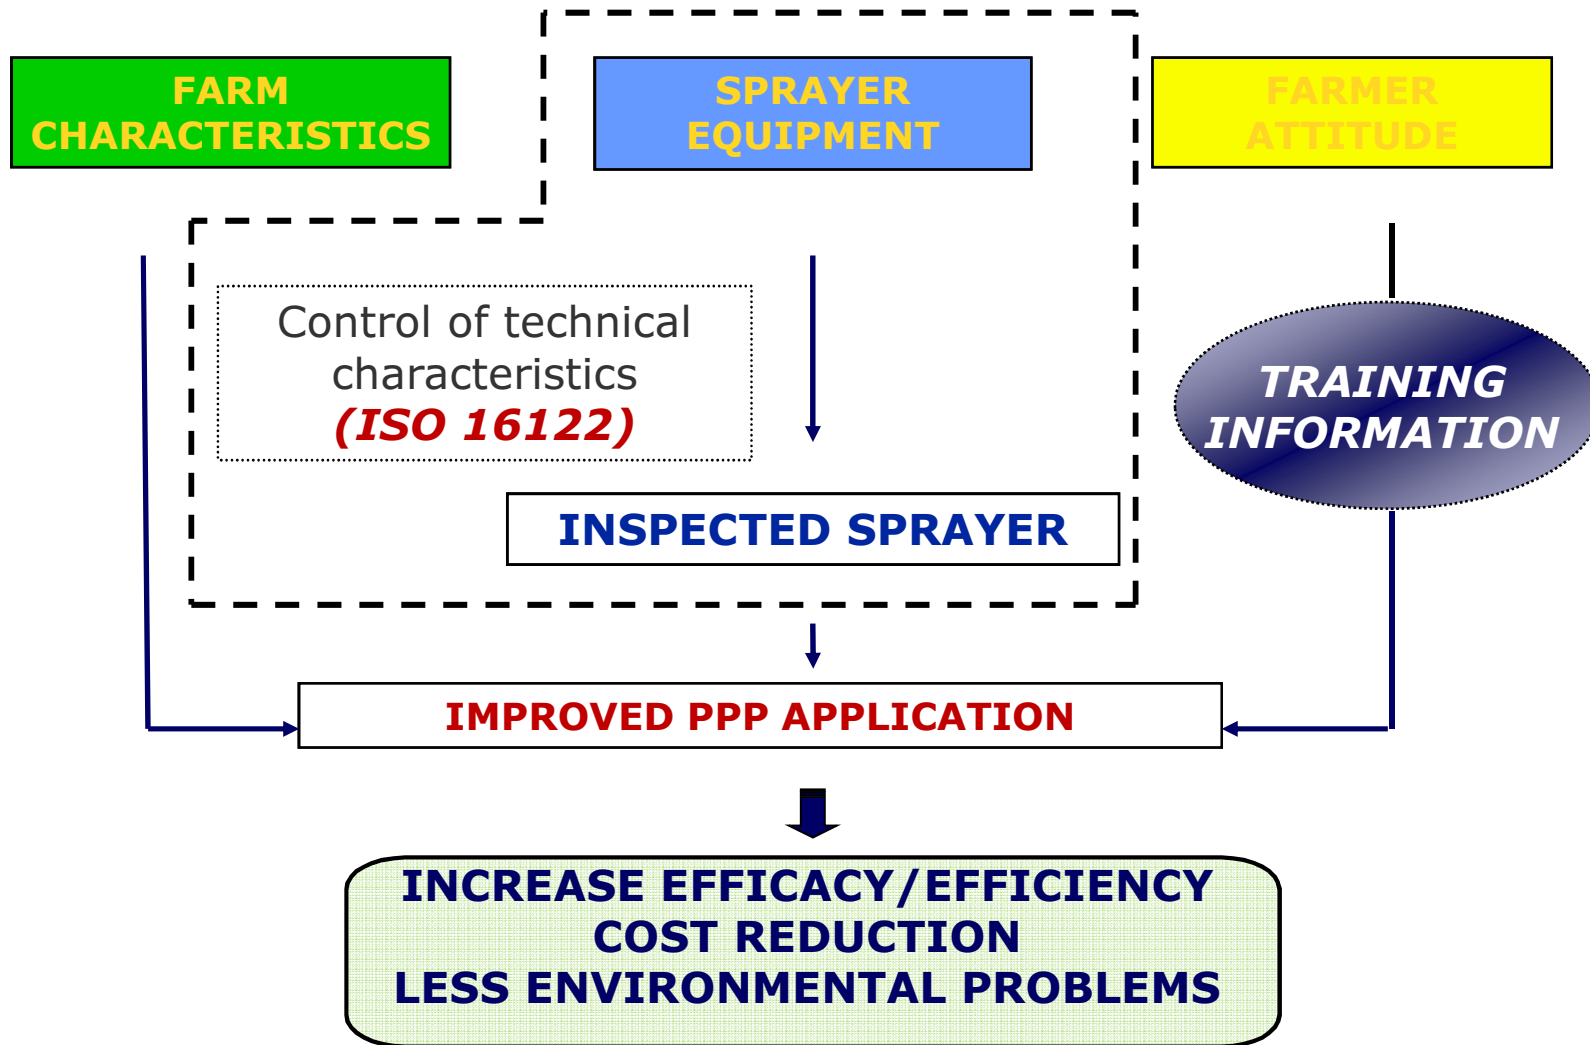 FARM
CHARACTERISTICS
SPRAYER
EQUIPMENT
FARMER
ATTITUDE
Control of technical
characteristics
(ISO 16122)
TRAINING
INFORMATION
INSPECTED SPRAYER
IMPROVED PPP APPLICATION
INCREASE EFFICACY/EFFICIENCY
COST REDUCTION
LESS ENVIRONMENTAL PROBLEMS